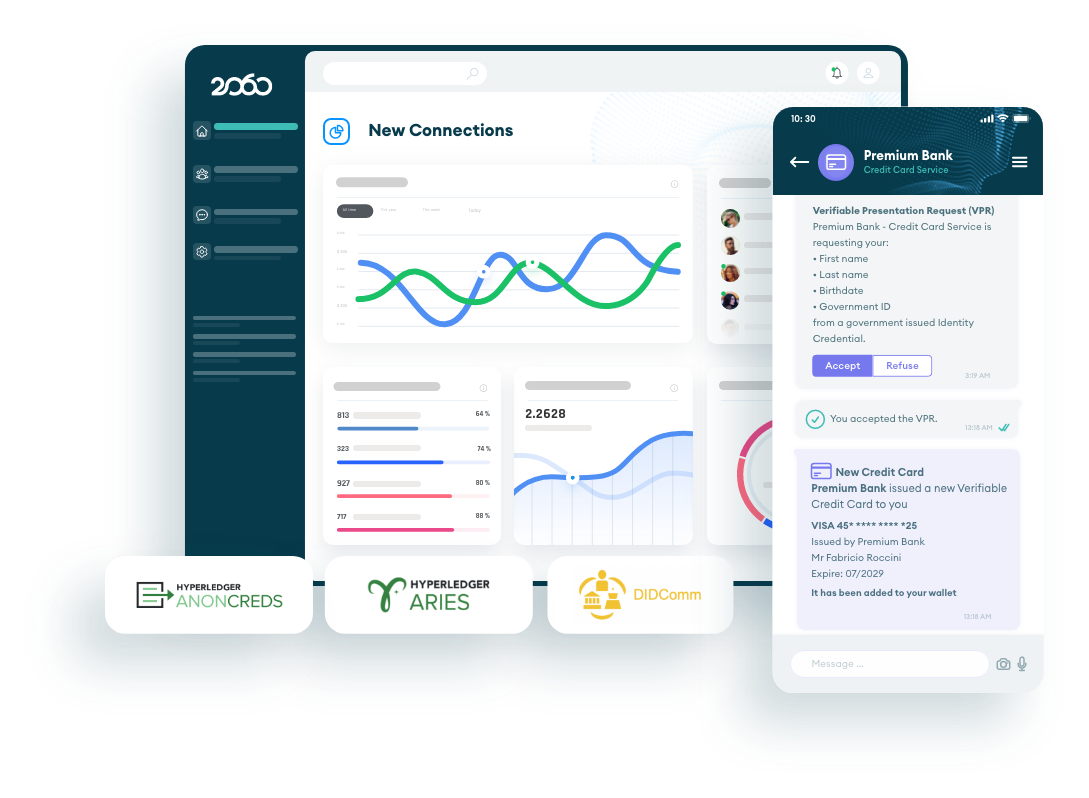 2060
New Connections
All time
Today
813
64 %
323
74 %
927
80 %
717
88 %
2.2628
HYPERLEDGER
ANONCREDS
HYPERLEDGER
ARIES
DIDComm
10: 30
Premium Bank
Credit Card Service
Verifiable Presentation Request (VPR)
Premium Bank - Credit Card Service is
requesting your:
• First name
• Last name
• Birthdate
• Government ID
from a government issued Identity
Credential.
Accept
Refuse
3:19 AM
You accepted the VPR.
13:18 AM
New Credit Card
Premium Bank issued a new Verifiable
Credit Card to you
VISA 45* **** **** *25
Issued by Premium Bank
Mr Fabricio Roccini
Expire: 07/2029
It has been added to your wallet
13:18 AM
Message ...